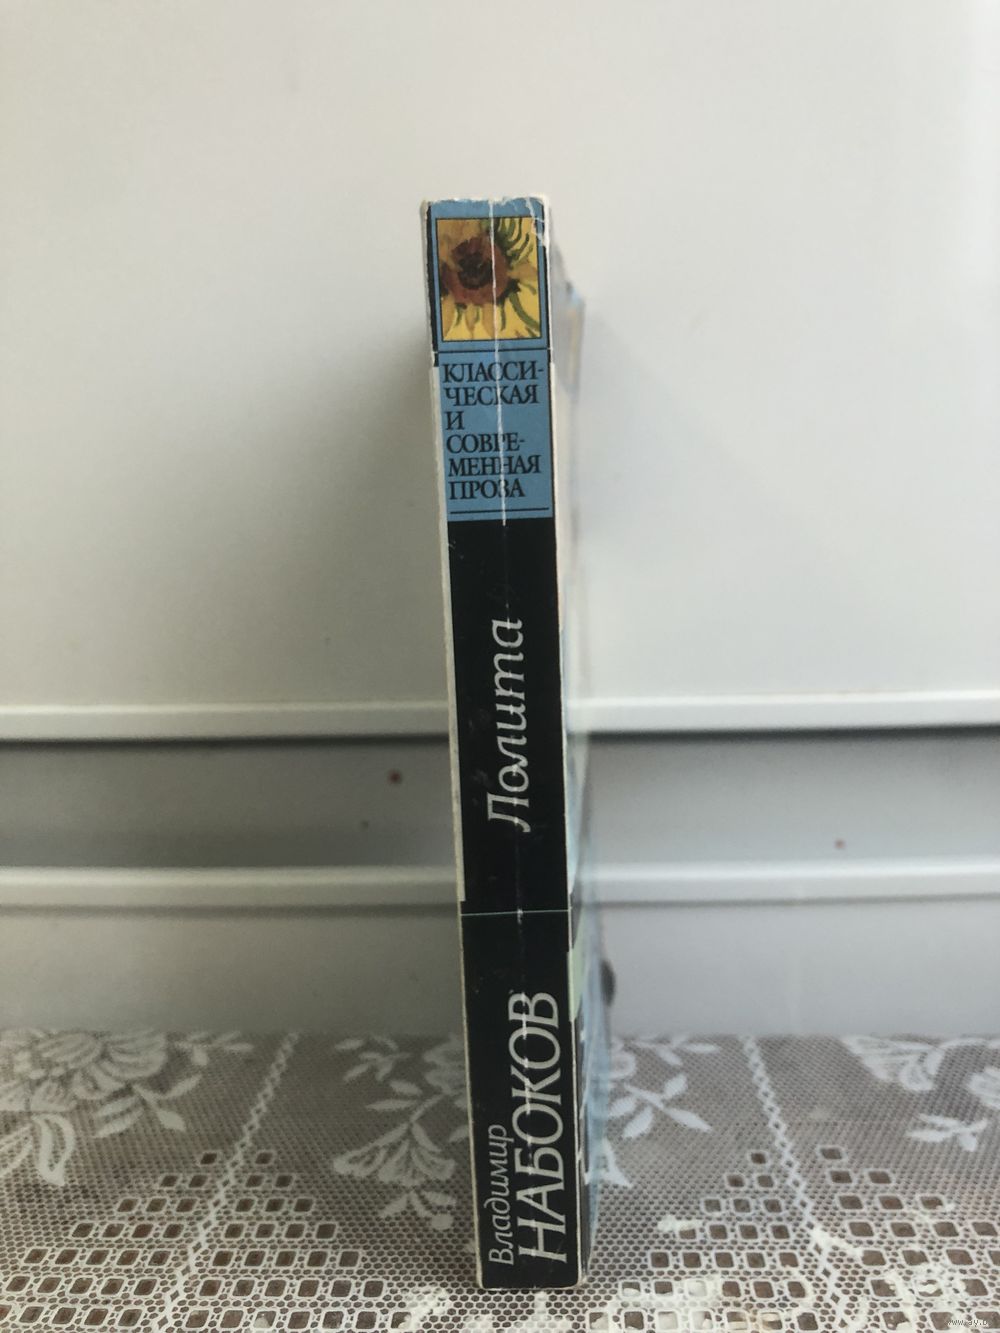 КЛАССИ-
ЧЕСКАЯ
И
СОВРЕ-
МЕННАЯ
ПРОЗА
Лолита
Владимир
НАБОКОВ